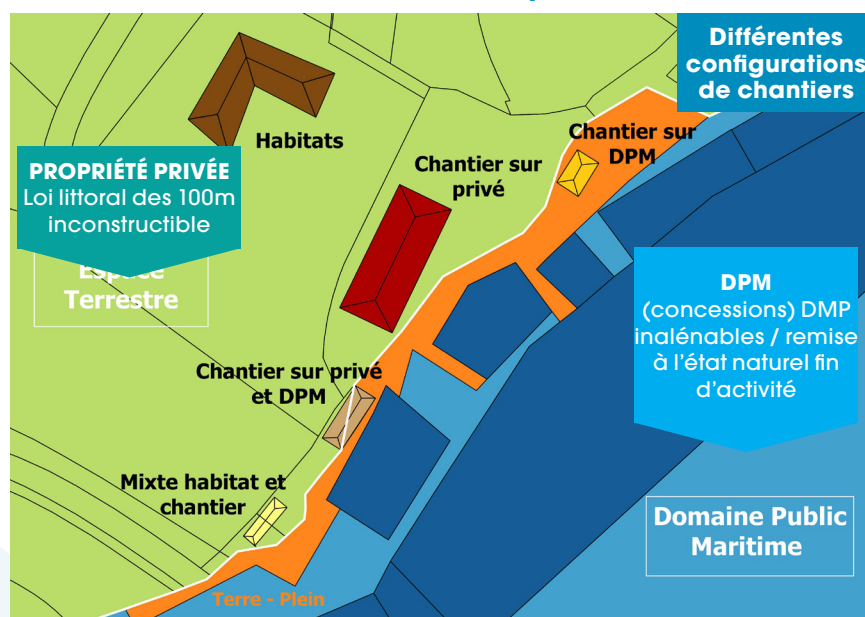 Différentes
configurations
de chantiers
Habitats
Chantier sur
DPM
Chantier sur
privé
PROPRIÉTÉ PRIVÉE
Loi littoral des 100m
inconstructible
Espace
Terrestre
DPM
(concessions) DMP
inalénables / remise
à l'état naturel fin
d'activité
Chantier sur privé
et DPM
Mixte habitat et
chantier
Domaine Public
Maritime
Terre - Plein